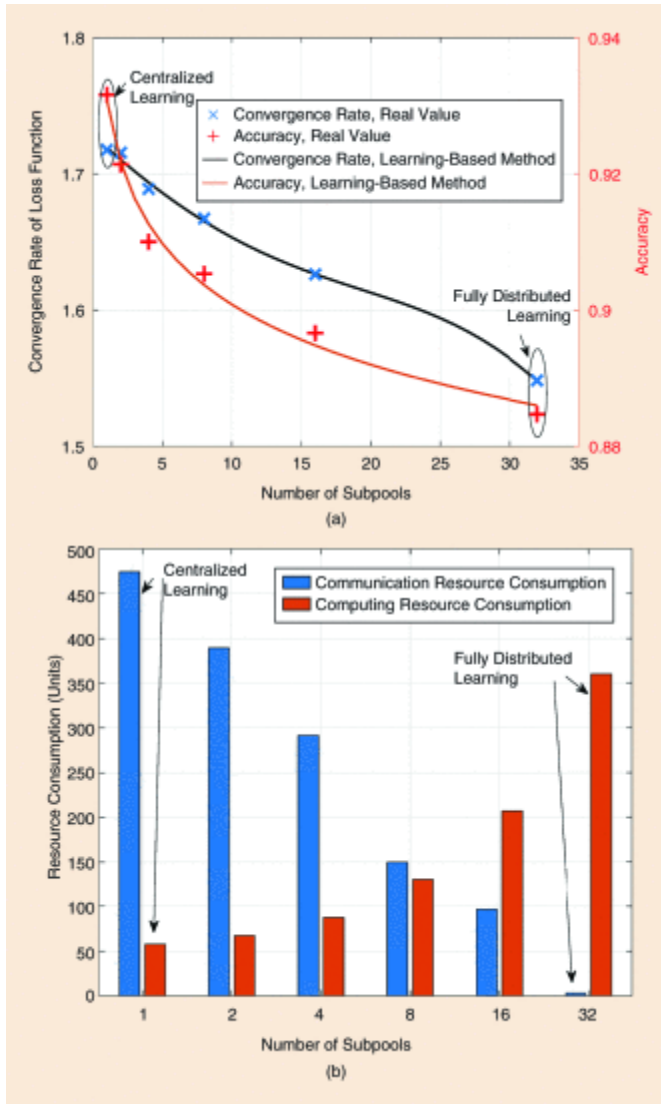 1.8
1.7
1.6
1.5
Convergence Rate of Loss Function
0.94
0.92
0.9
0.88
Accuracy
Centralized
Learning
Convergence Rate, Real Value
Accuracy, Real Value
Convergence Rate, Learning-Based Method
Accuracy, Learning-Based Method
Fully Distributed
Learning
0 5 10 15 20 25 30 35
Number of Subpools
(a)
500
450
400
350
300
250
200
150
100
50
0
Resource Consumption (Units)
Centralized
Learning
Communication Resource Consumption
Computing Resource Consumption
Fully Distributed
Learning
1 2 4 8 16 32
Number of Subpools
(b)